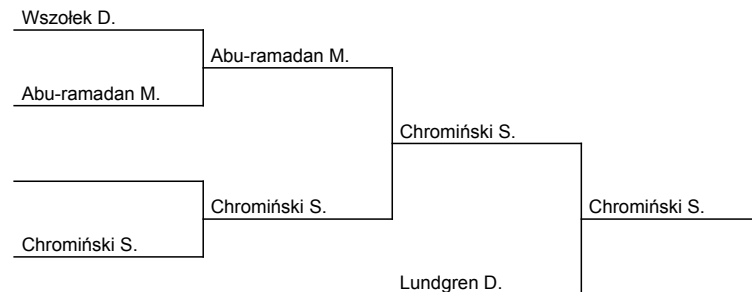 Wszołek D.
Abu-ramadan M.
Abu-ramadan M.
Chromiński S.
Chromiński S.
Chromiński S.
Chromiński S.
Lundgren D.